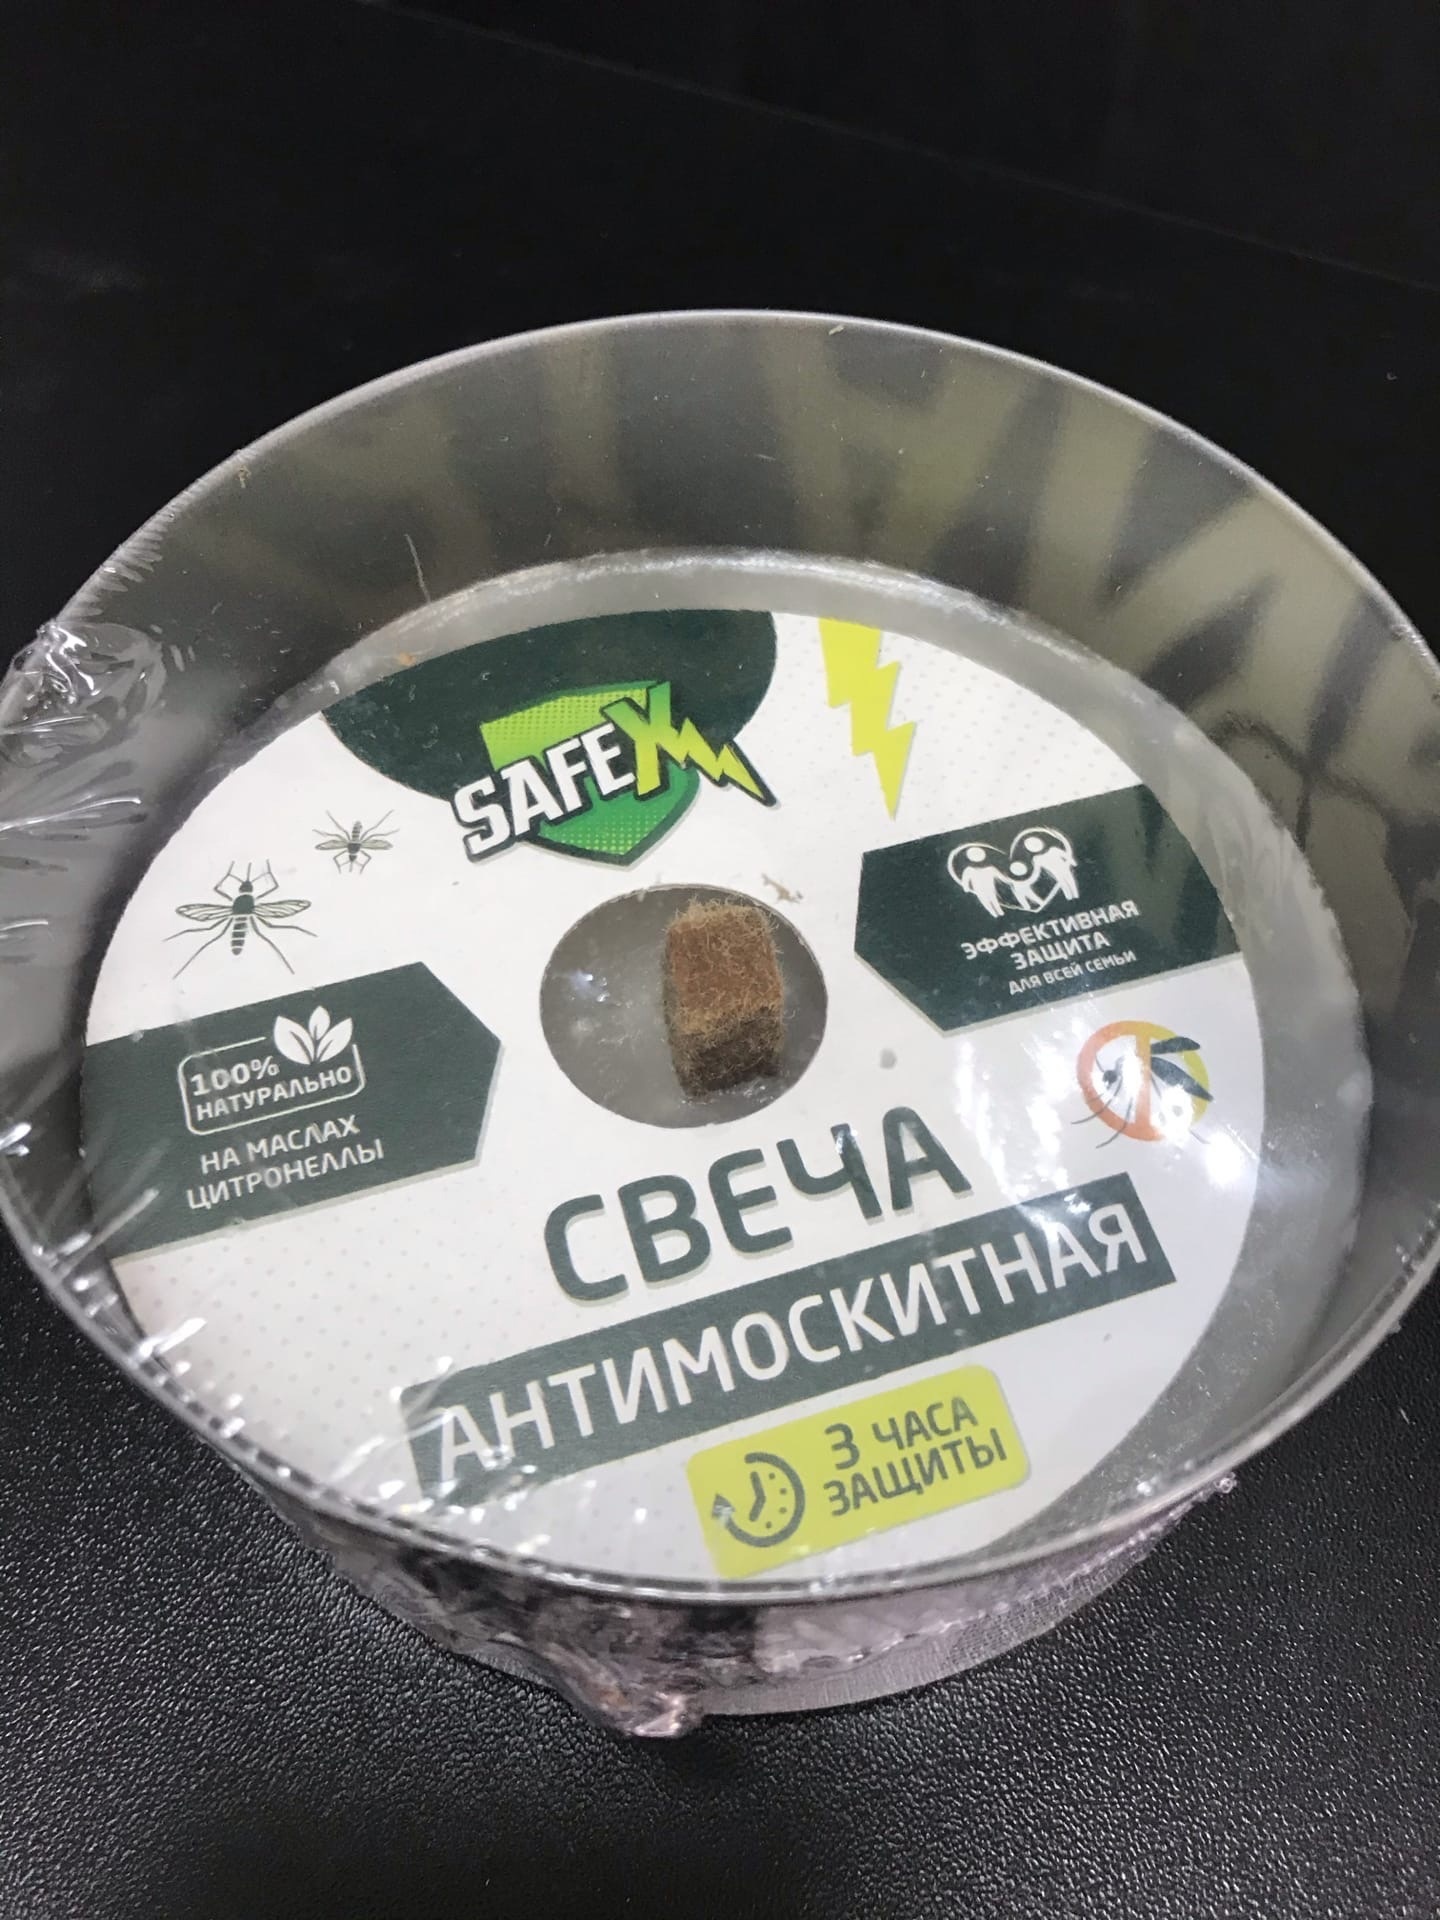 SAFEX
ЭФФЕКТИВНАЯ
ЗАЩИТА
ДЛЯ ВСЕЙ СЕМЬИ
100%
НАТУРАЛЬНО
НА МАСЛАХ
ЦИТРОНЕЛЛЫ
СВЕЧА
АНТИМОСКИТНАЯ
3 ЧАСА
ЗАЩИТЫ